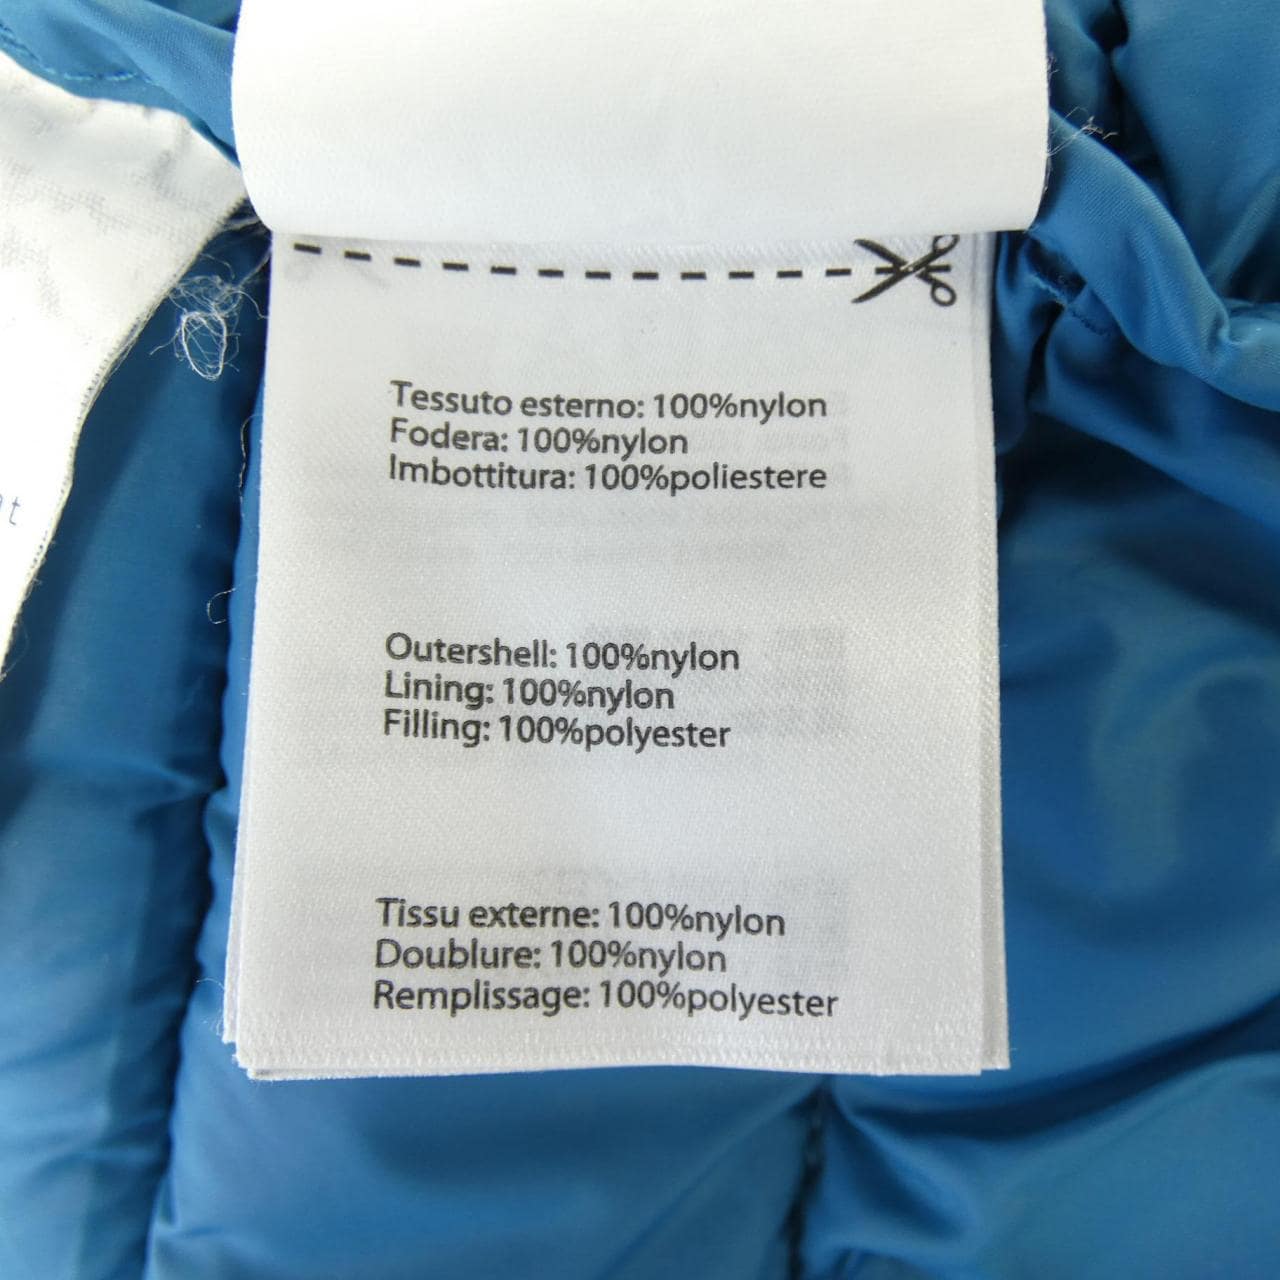 Tessuto esterno: 100%nylon
Fodera: 100%nylon
Imbottitura: 100%poliestere
Outershell: 100%nylon
Lining: 100%nylon
Filling: 100%polyester
Tissu externe: 100%nylon
Doublure: 100%nylon
Remplissage: 100%polyester